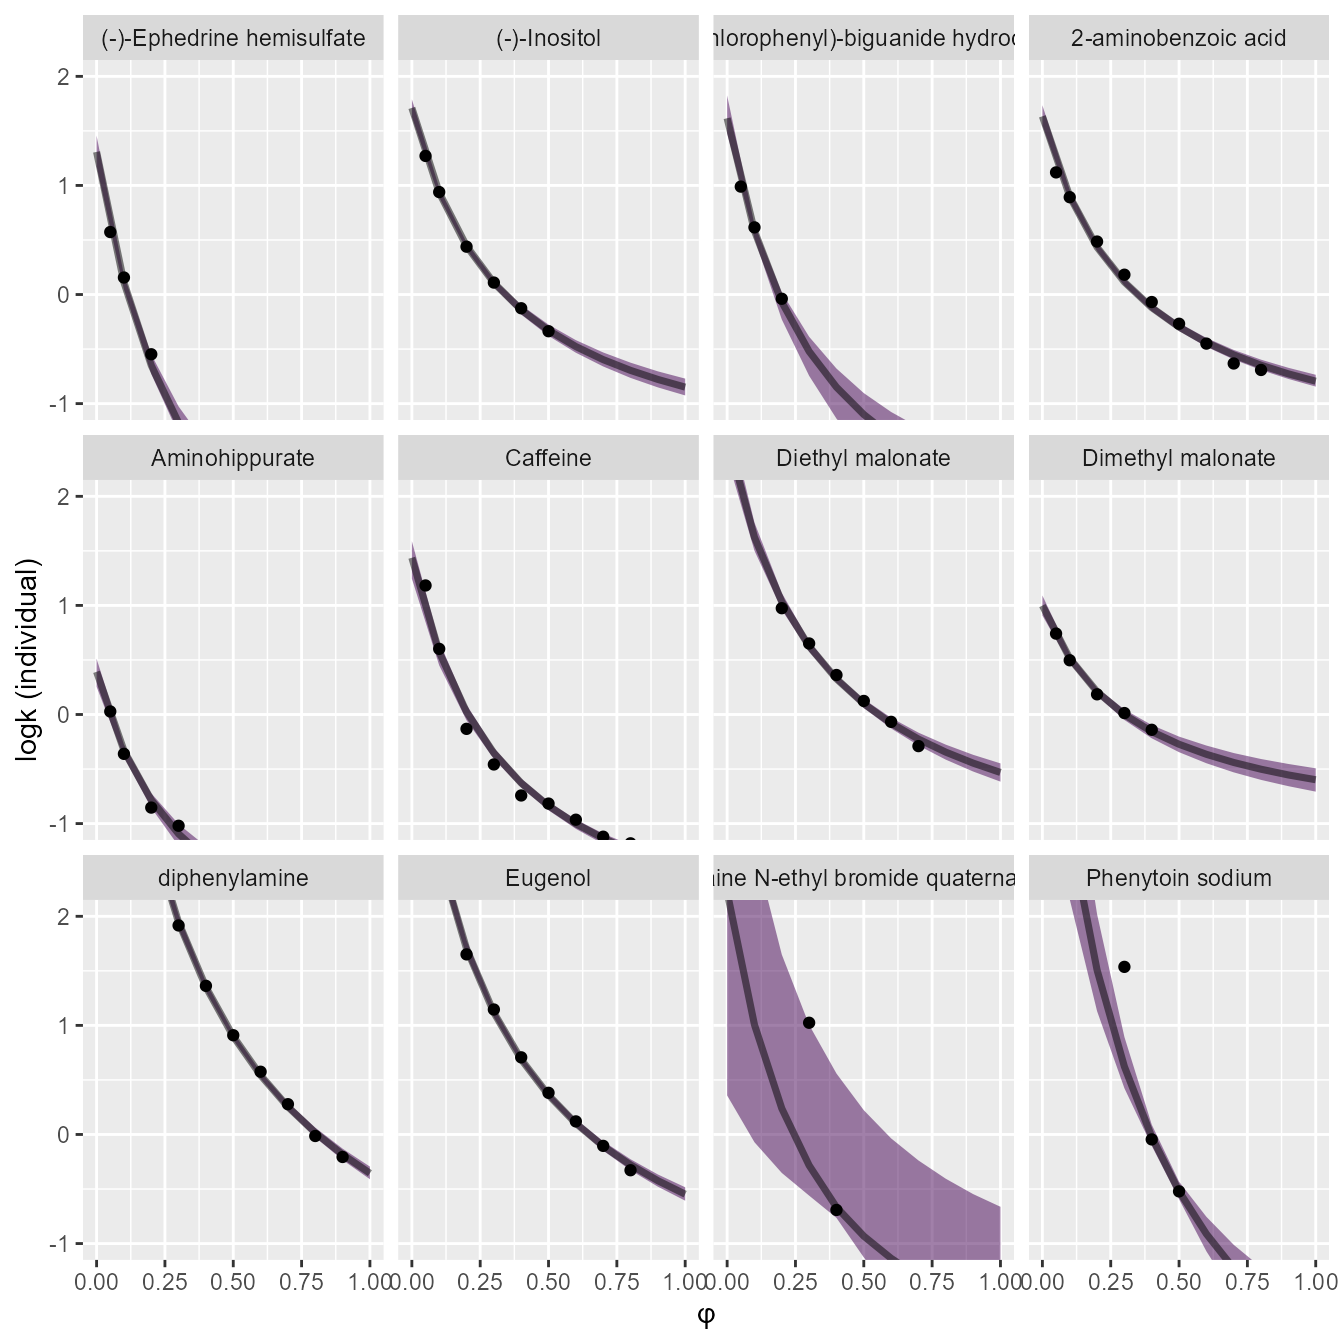 (-)-Ephedrine hemisulfate
(-)-Inositol
hlorophenyl)-biguanide hydroc
2-aminobenzoic acid
2
1
0
-1
Aminohippurate
Caffeine
Diethyl malonate
Dimethyl malonate
2
1
0
-1
logk (individual)
diphenylamine
Eugenol
ine N-ethyl bromide quaterna
Phenytoin sodium
2
1
0
-1
0.00 0.25 0.50 0.75 1.00
0.00 0.25 0.50 0.75 1.00
0.00 0.25 0.50 0.75 1.00
0.00 0.25 0.50 0.75 1.00
φ